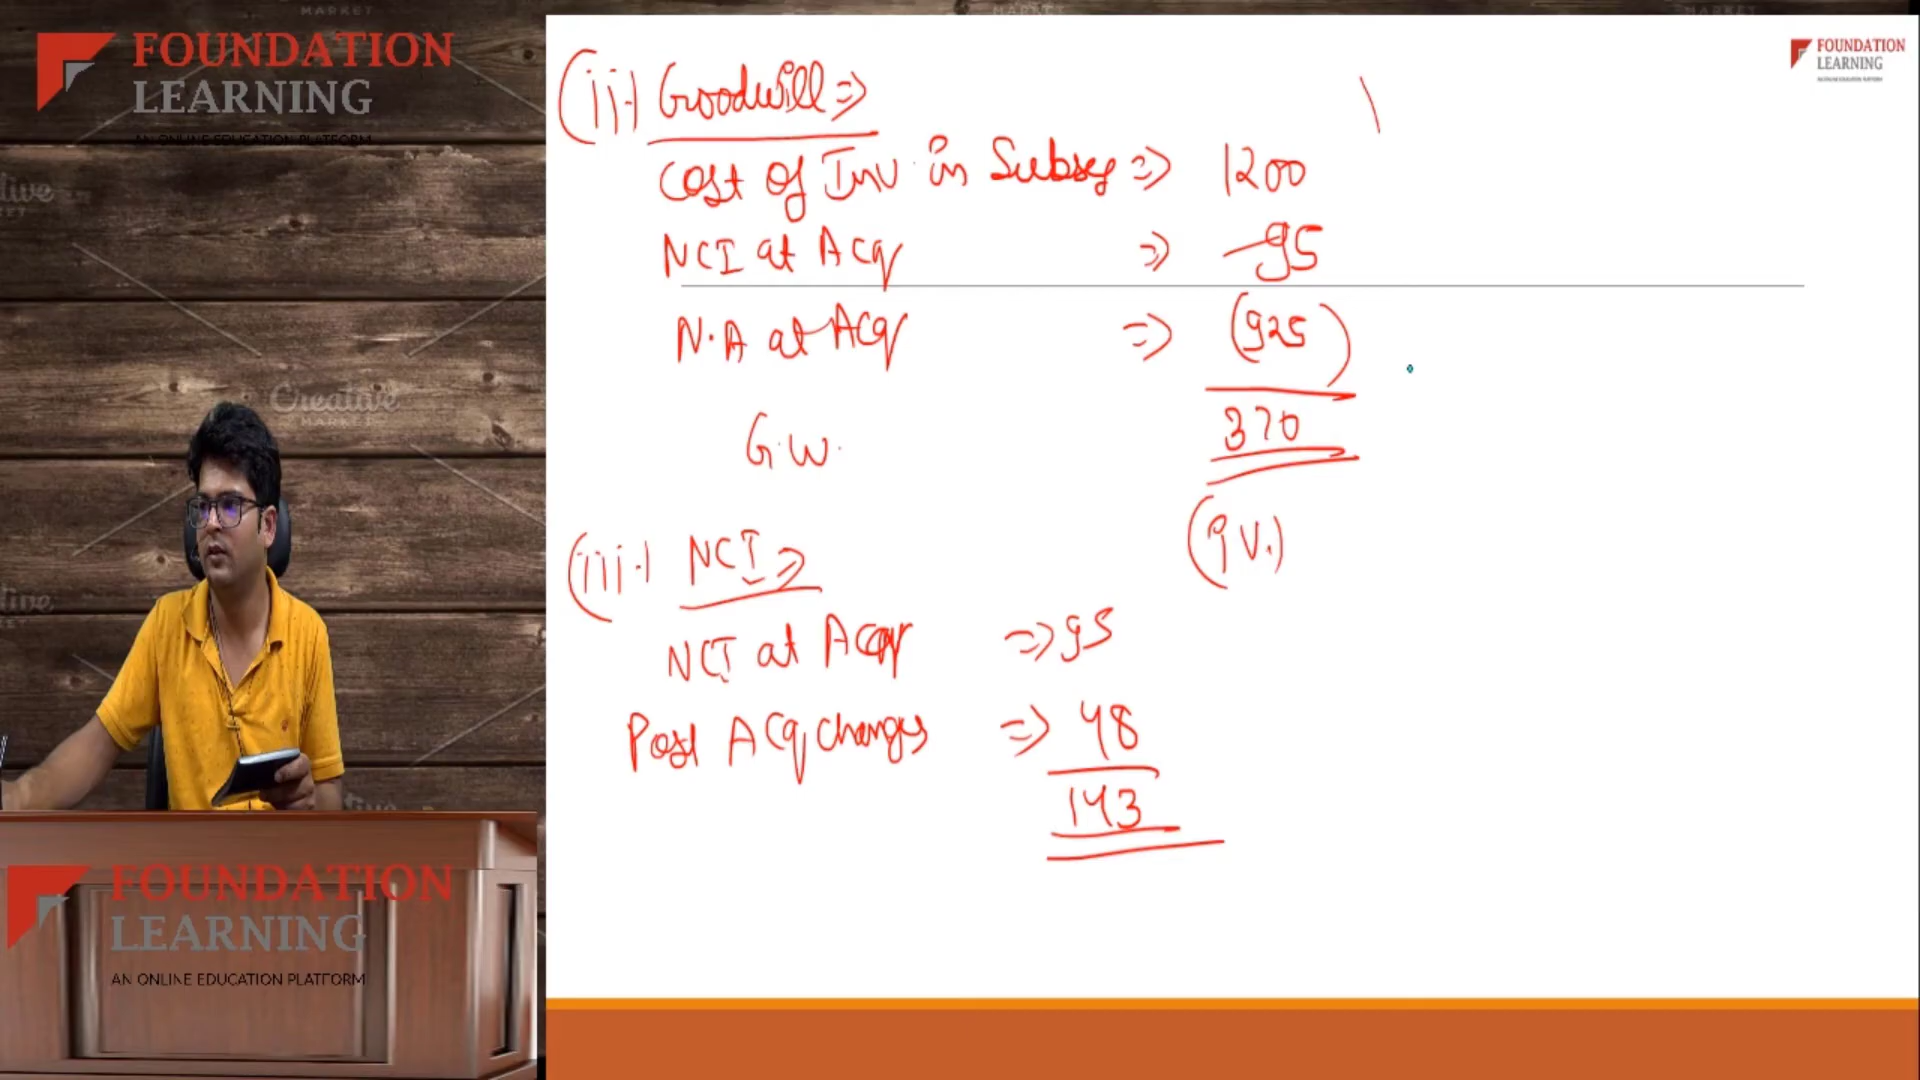 FOUNDATION
LEARNING
AN ONLINE EDUCATION PLATFORM
FOUNDATION
LEARNING
(ii) Goodwill ⇒
Cost of Inv in Subsy ⇒ 1200
NCI at Acq ⇒ 95
N.A at Acq ⇒ (925)
G.W. 370
(iii) NCI ⇒
NCI at Acq ⇒ 95
Post Acq changes ⇒ 48
143
Creative
MARKET
FOUNDATION
LEARNING
AN ONLINE EDUCATION PLATFORM